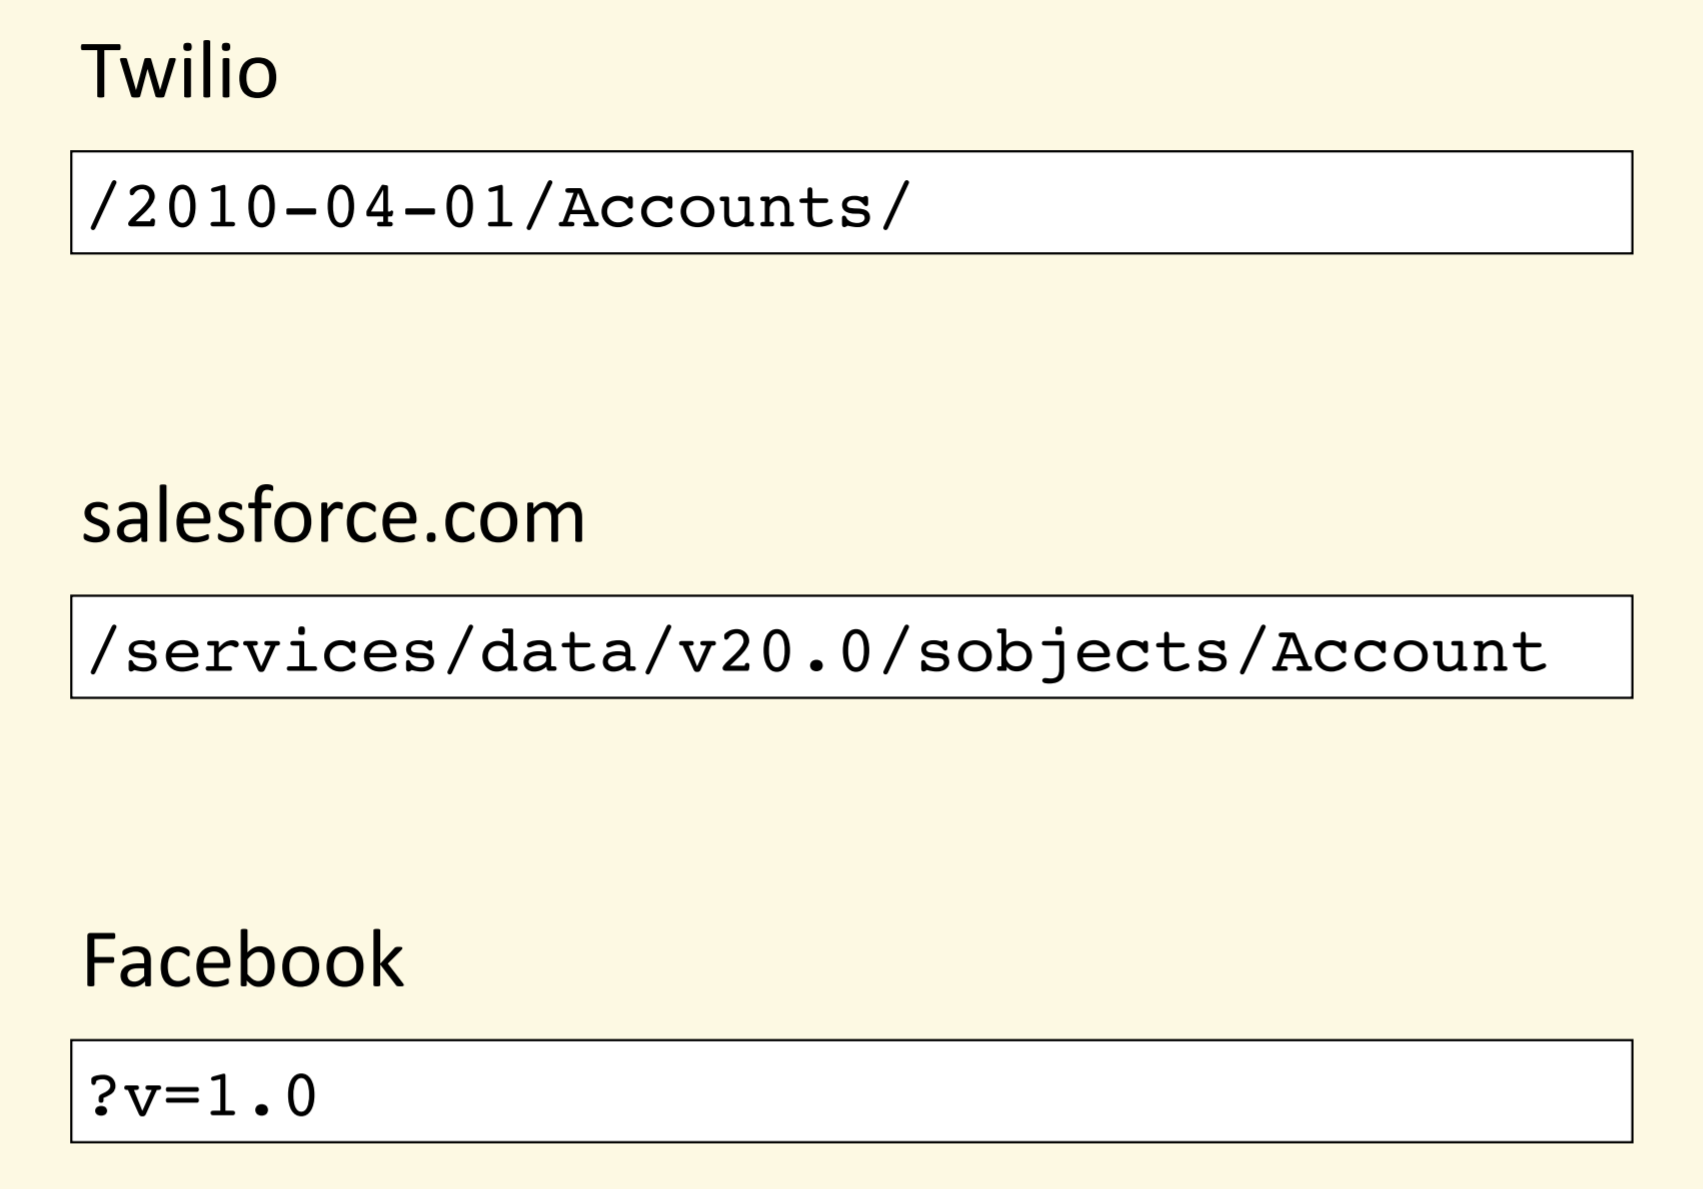 Twilio
/2010-04-01/Accounts/
salesforce.com
/services/data/v20.0/sobjects/Account
Facebook
?v=1.0